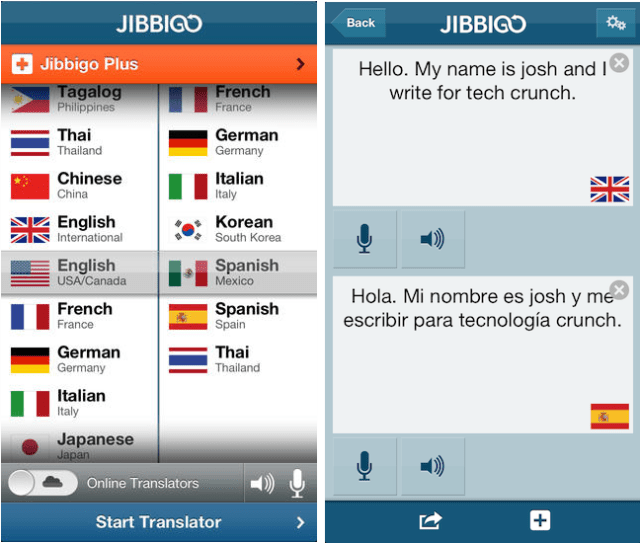 JIBBIGO
Jibbigo Plus
Tagalog
Philippines
Thai
Thailand
Chinese
China
English
International
English
USA/Canada
French
France
German
Germany
Italian
Italy
Japanese
Japan
French
France
German
Germany
Italian
Italy
Korean
South Korea
Spanish
Mexico
Spanish
Spain
Thai
Thailand
Online Translators
Start Translator
Back
JIBBIGO
Hello. My name is josh and I
write for tech crunch.
Hola. Mi nombre es josh y me
escribir para tecnología crunch.